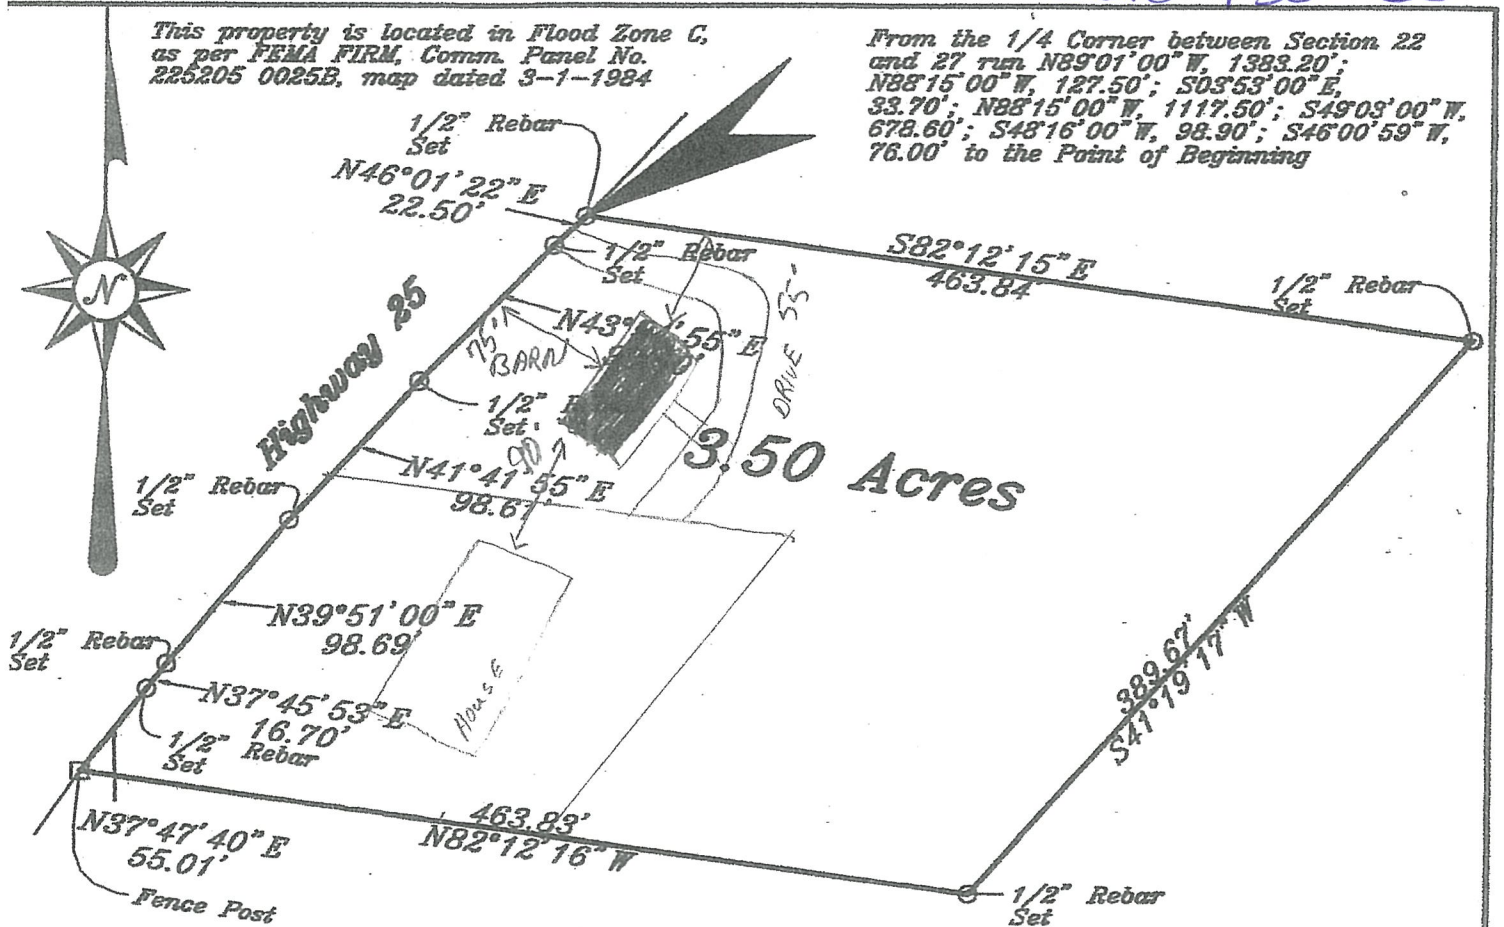 This property is located in Flood Zone C,
as per FEMA FIRM, Comm. Panel No.
225205 0025B, map dated 3-1-1984
From the 1/4 Corner between Section 22
and 27 run N89°01'00"W, 1383.20';
N88°15'00"W, 127.50'; S03°53'00"E,
33.70'; N88°15'00"W, 1117.50'; S49°03'00"W,
678.60'; S48°16'00"W, 98.90'; S46°00'59"W,
76.00' to the Point of Beginning
1/2" Rebar
Set
N46°01'22"E
22.50'
1/2" Rebar
Set
S82°12'15"E
463.84'
1/2" Rebar
Set
N
Highway 25
N43° 55"E
75'
BARN
DRIVE 55'
1/2"
Set
90
3.50 Acres
N41°41'55"E
98.67'
1/2" Rebar
Set
N39°51'00"E
98.69'
1/2" Rebar
Set
HOUSE
N37°45'53"E
16.70'
1/2" Rebar
Set
389.67'
S41°19'17"W
463.83'
N82°12'16"W
N37°47'40"E
55.01'
Fence Post
1/2" Rebar
Set